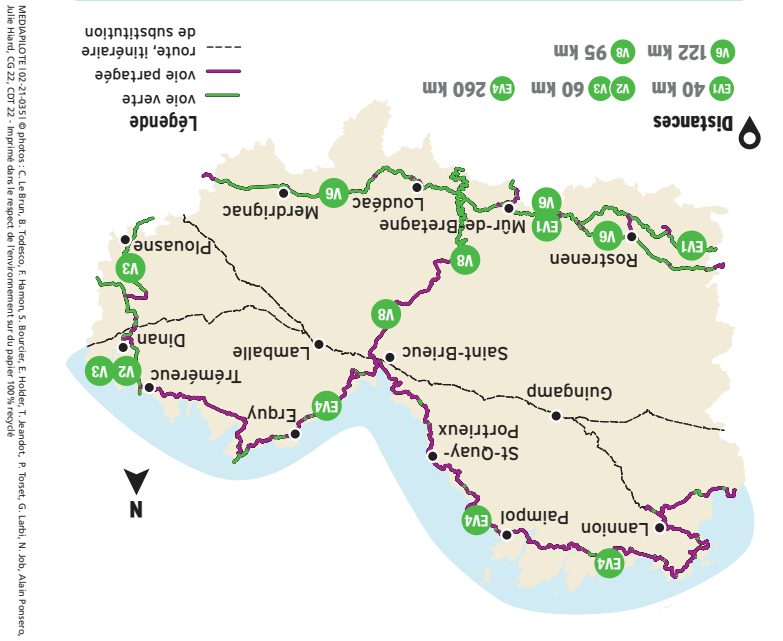 EV4
Lannion
Paimpol
EV4
N
St-Quay-
Portrieux
Erquy
EV4
Guingamp
Tréméreuc
V2
V3
Saint-Brieuc
Lamballe
Dinan
V8
V8
V3
Plouasne
Rostrenen
EV1
V6
EV1
V6
Mûr-de-Bretagne
Loudéac
Merdrignac
V6
Distances
EV1 40 km V2 V3 60 km EV4 260 km
V6 122 km V8 95 km
Légende
voie verte
voie partagée
route, itinéraire
de substitution
MEDIAPILOTE I 02-21-0351 © photos : C. Le Brun, B. Todesco, F. Hamon, S. Bourcier, E. Holder, T. Jeandot, P. Torset, G. Lanoi, N. Job, Alain Ponsero,
Julie Hiard, CG 22, CDT 22 - Imprimé dans le respect de l'environnement sur du papier 100% recyclé